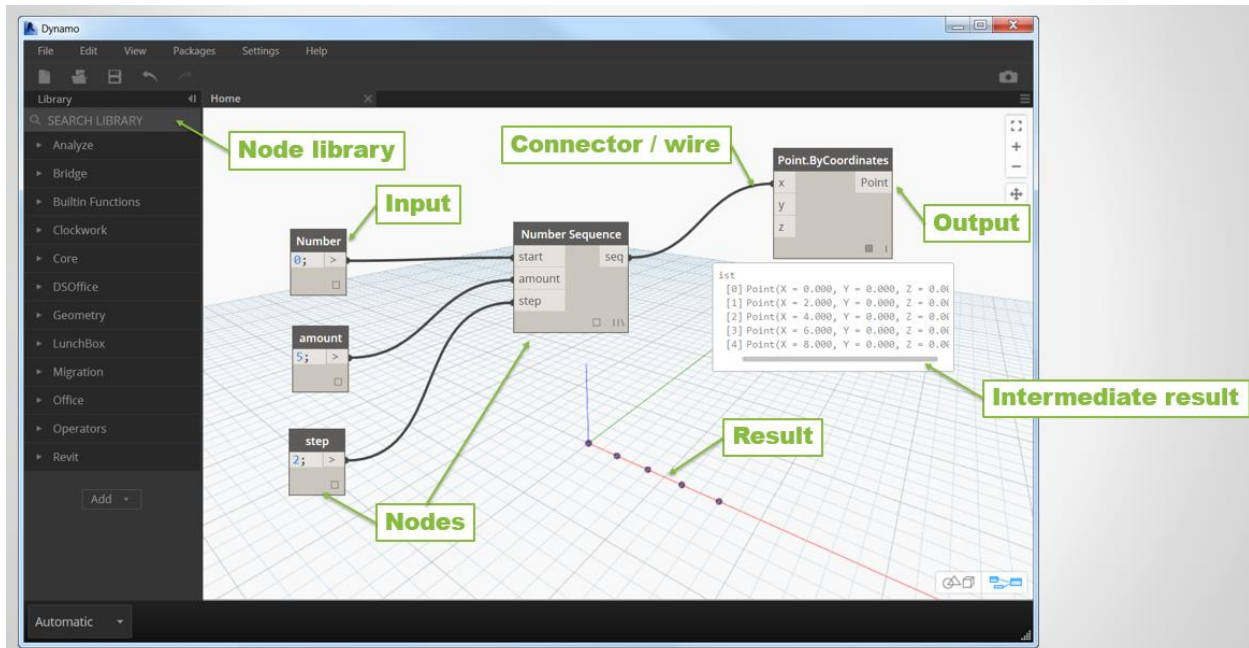 Dynamo
File Edit View Packages Settings Help
Library
Home
SEARCH LIBRARY
Analyze
Bridge
Builtin Functions
Clockwork
Core
DSOffice
Geometry
LunchBox
Migration
Office
Operators
Revit
Add
Automatic
Node library
Input
Number
0; >
amount
5; >
step
2; >
Nodes
Number Sequence
start seq
amount
step
Connector / wire
Point.ByCoordinates
x Point
y
z
Output
ist
[0] Point(X = 0.000, Y = 0.000, Z = 0.0
[1] Point(X = 2.000, Y = 0.000, Z = 0.0
[2] Point(X = 4.000, Y = 0.000, Z = 0.0
[3] Point(X = 6.000, Y = 0.000, Z = 0.0
[4] Point(X = 8.000, Y = 0.000, Z = 0.0
Intermediate result
Result